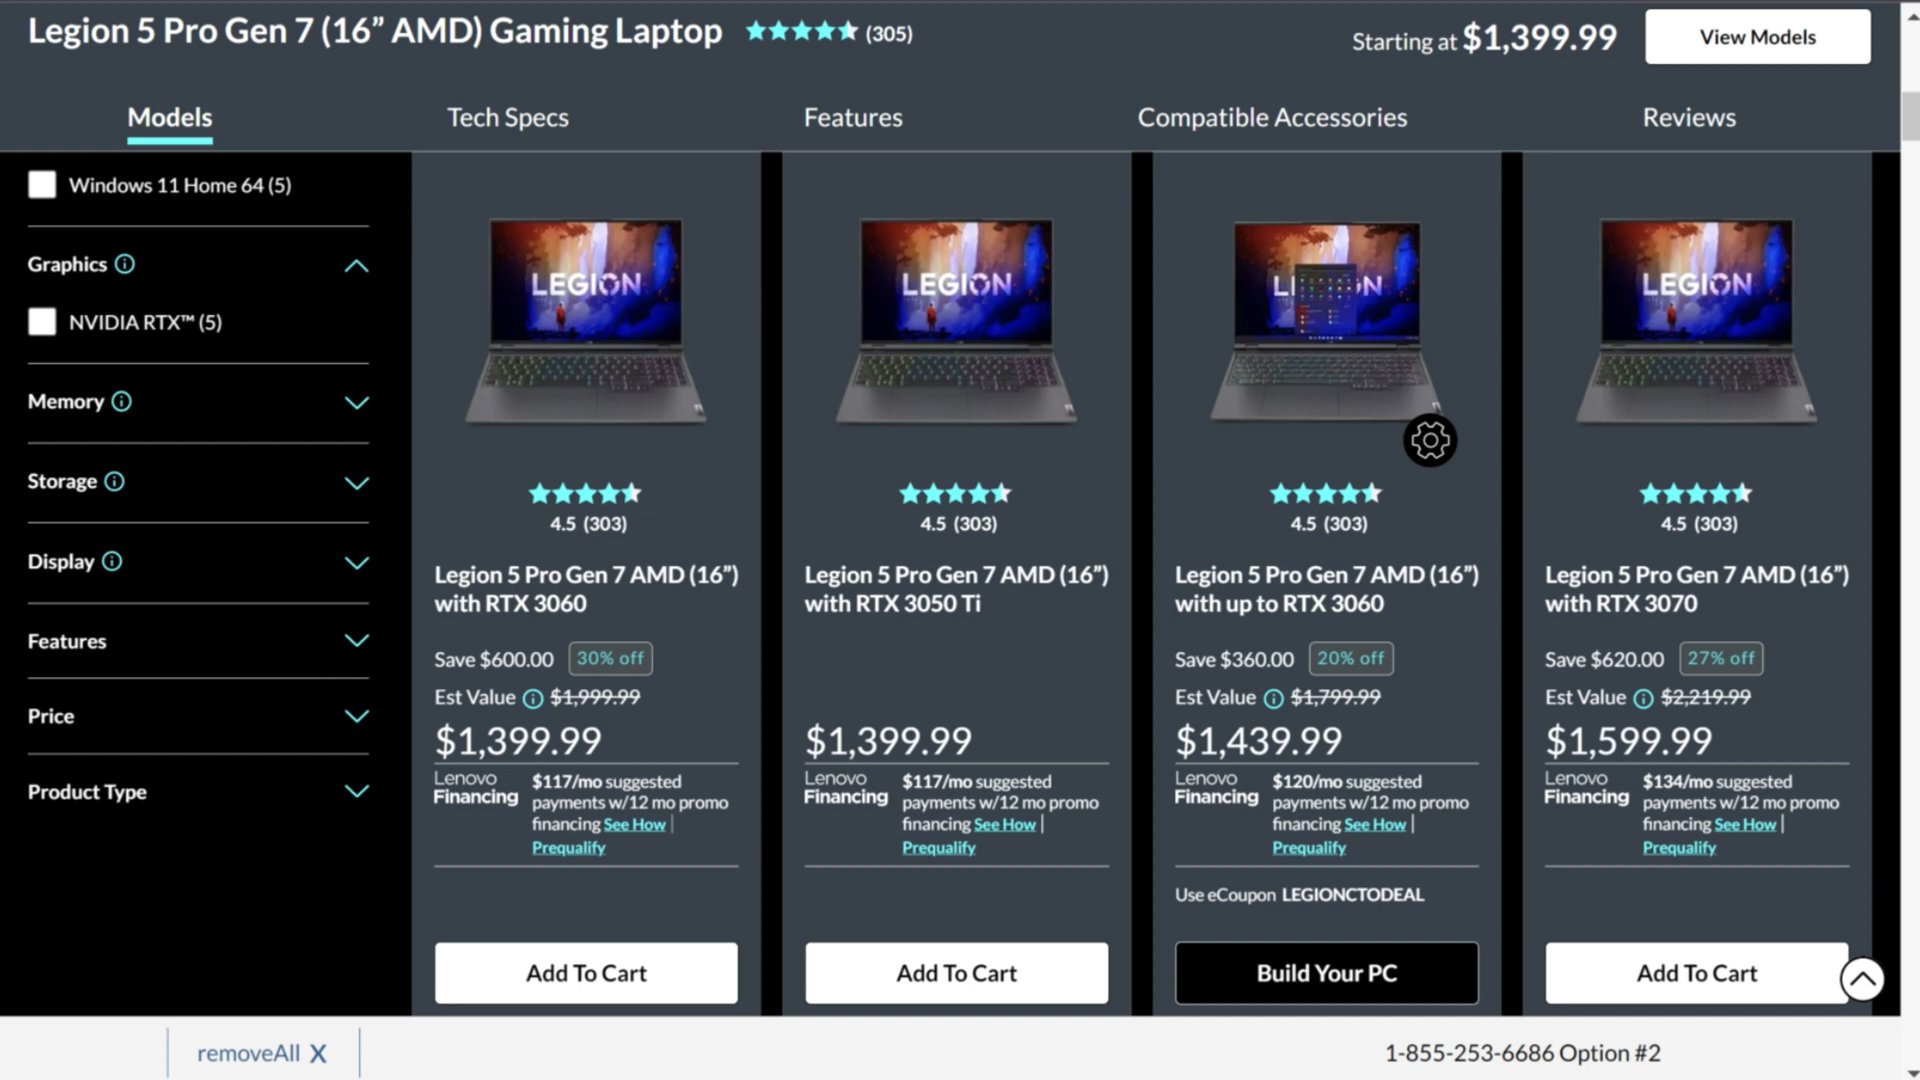 Legion 5 Pro Gen 7 (16” AMD) Gaming Laptop (305)
Starting at $1,399.99
View Models
Models
Tech Specs
Features
Compatible Accessories
Reviews
Windows 11 Home 64 (5)
Graphics
NVIDIA RTX™ (5)
Memory
Storage
Display
Features
Price
Product Type
LEGION
4.5 (303)
Legion 5 Pro Gen 7 AMD (16”)
with RTX 3060
Save $600.00 30% off
Est Value $1,999.99
$1,399.99
Lenovo
Financing
$117/mo suggested
payments w/12 mo promo
financing See How |
Prequalify
Add To Cart
LEGION
4.5 (303)
Legion 5 Pro Gen 7 AMD (16”)
with RTX 3050 Ti
$1,399.99
Lenovo
Financing
$117/mo suggested
payments w/12 mo promo
financing See How |
Prequalify
Add To Cart
4.5 (303)
Legion 5 Pro Gen 7 AMD (16”)
with up to RTX 3060
Save $360.00 20% off
Est Value $1,799.99
$1,439.99
Lenovo
Financing
$120/mo suggested
payments w/12 mo promo
financing See How |
Prequalify
Use eCoupon LEGIONCTODEAL
Build Your PC
LEGION
4.5 (303)
Legion 5 Pro Gen 7 AMD (16”)
with RTX 3070
Save $620.00 27% off
Est Value $2,219.99
$1,599.99
Lenovo
Financing
$134/mo suggested
payments w/12 mo promo
financing See How |
Prequalify
Add To Cart
removeAll X
1-855-253-6686 Option #2